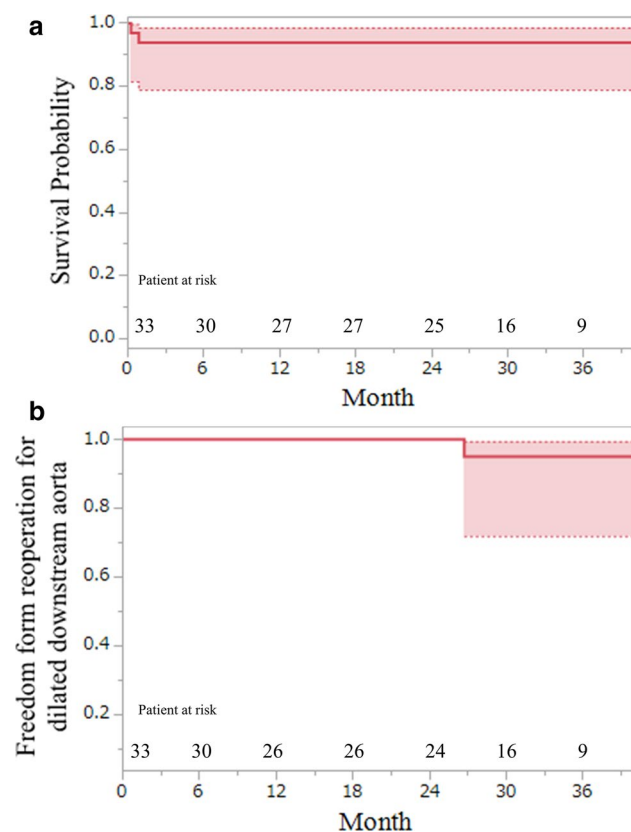 a
Survival Probability
1.0
0.8
0.6
0.4
0.2
0.0
Patient at risk
33 30 27 27 25 16 9
0 6 12 18 24 30 36
Month
b
Freedom form reoperation for
dilated downstream aorta
1.0
0.8
0.6
0.4
0.2
Patient at risk
33 30 26 26 24 16 9
0 6 12 18 24 30 36
Month